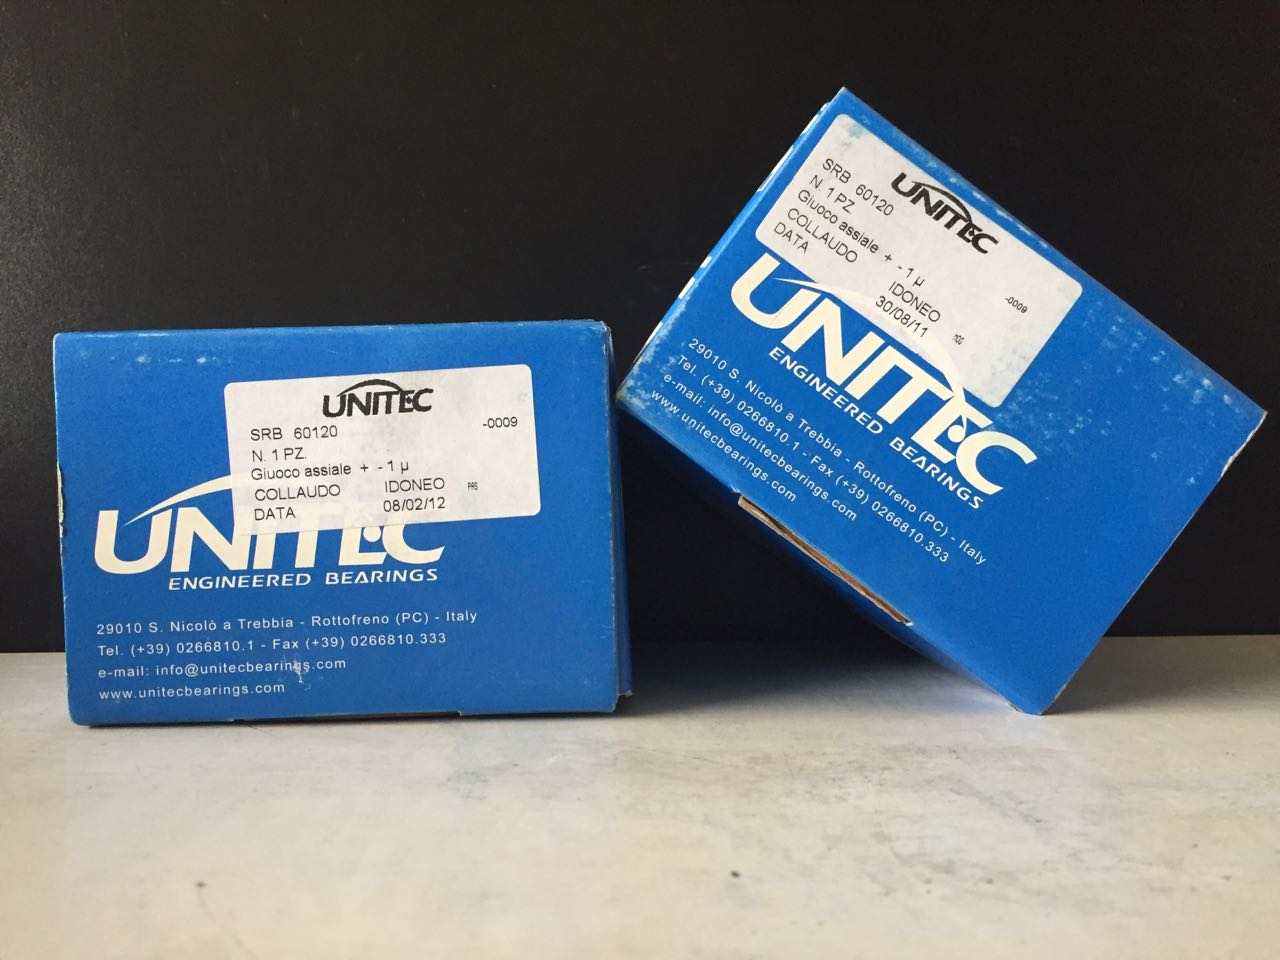 UNITEC
SRB 60120 -0009
N. 1 PZ.
Giuoco assiale + - 1 µ
COLLAUDO IDONEO PRG
DATA 08/02/12
UNITEC
ENGINEERED BEARINGS
29010 S. Nicolò a Trebbia - Rottofreno (PC) - Italy
Tel. (+39) 0266810.1 - Fax (+39) 0266810.333
e-mail: info@unitecbearings.com
www.unitecbearings.com
UNITEC
SRB 60120 -0009
N. 1 PZ.
Giuoco assiale + - 1 µ
COLLAUDO IDONEO
DATA 30/08/11
UNITEC
ENGINEERED BEARINGS
29010 S. Nicolò a Trebbia - Rottofreno (PC) - Italy
Tel. (+39) 0266810.1 - Fax (+39) 0266810.333
e-mail: info@unitecbearings.com
www.unitecbearings.com